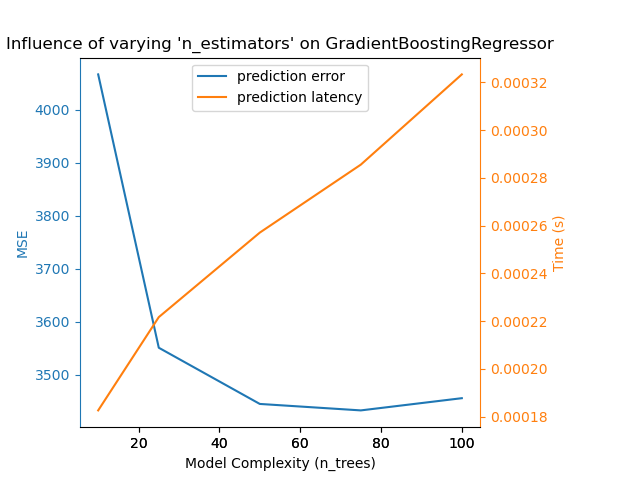 Influence of varying 'n_estimators' on GradientBoostingRegressor
prediction error
prediction latency
MSE
4000
3900
3800
3700
3600
3500
0.00032
0.00030
0.00028
0.00026
0.00024
0.00022
0.00020
0.00018
Time (s)
20 40 60 80 100
Model Complexity (n_trees)